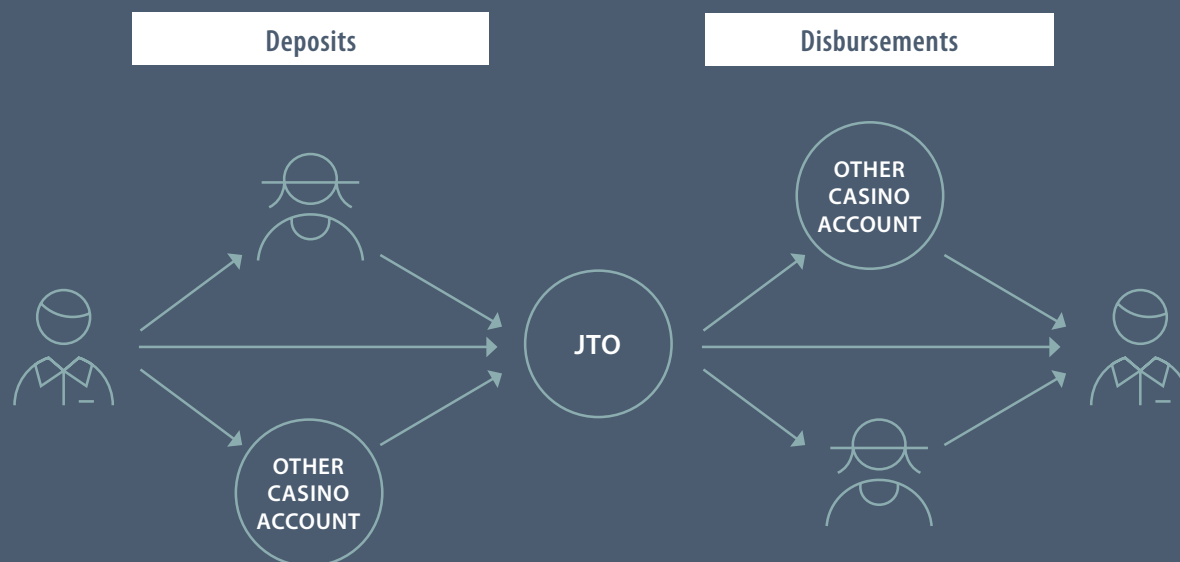 Deposits
Disbursements
OTHER
CASINO
ACCOUNT
JTO
OTHER
CASINO
ACCOUNT